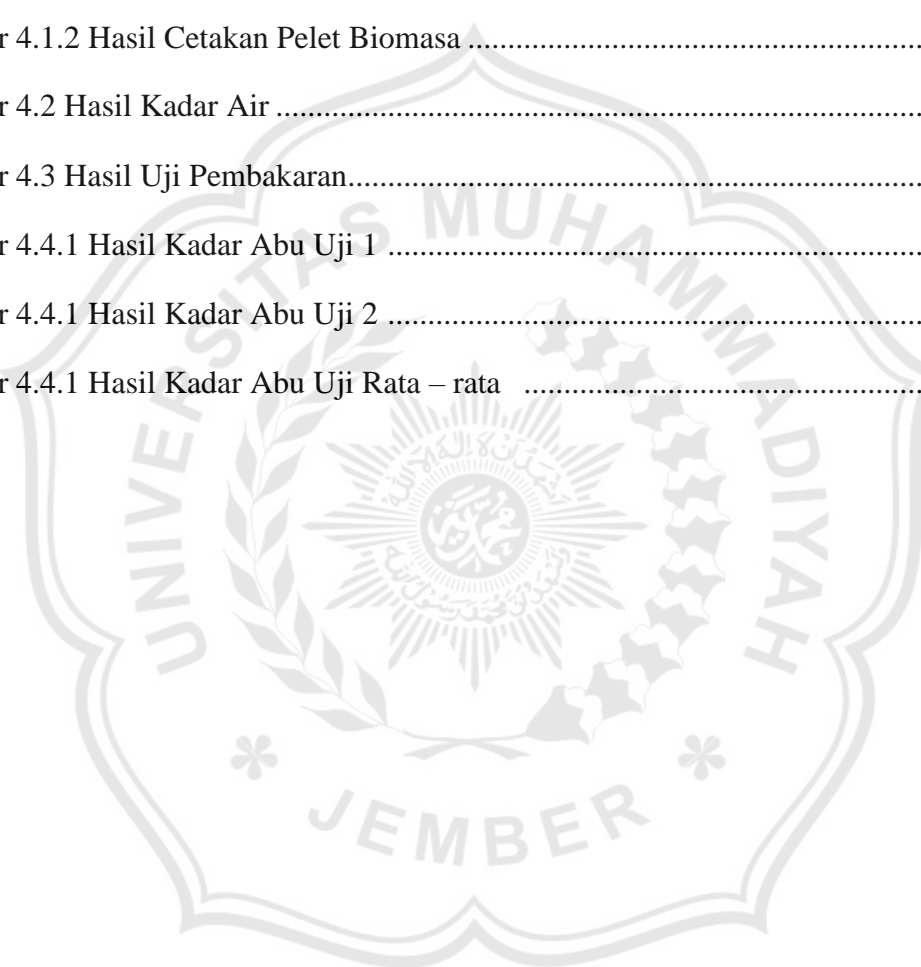 r 4.1.2 Hasil Cetakan Pelet Biomasa ..........................................................
r 4.2 Hasil Kadar Air ..................................................................................
r 4.3 Hasil Uji Pembakaran.........................................................................
r 4.4.1 Hasil Kadar Abu Uji 1 ....................................................................
r 4.4.1 Hasil Kadar Abu Uji 2 ....................................................................
r 4.4.1 Hasil Kadar Abu Uji Rata – rata ...................................................
UNIVERSITAS MUHAMMADIYAH
JEMBER